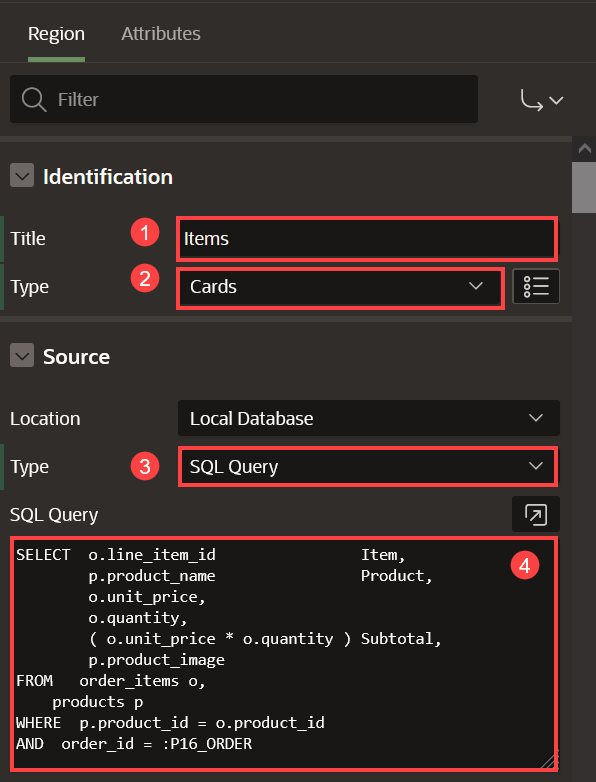 Region Attributes
Filter
Identification
Title 1 Items
Type 2 Cards
Source
Location Local Database
Type 3 SQL Query
SQL Query
SELECT  o.line_item_id                    Item,  4
          p.product_name                    Product,
          o.unit_price,
          o.quantity,
          ( o.unit_price * o.quantity ) Subtotal,
          p.product_image
FROM   order_items o,
     products p
WHERE  p.product_id = o.product_id
AND  order_id = :P16_ORDER